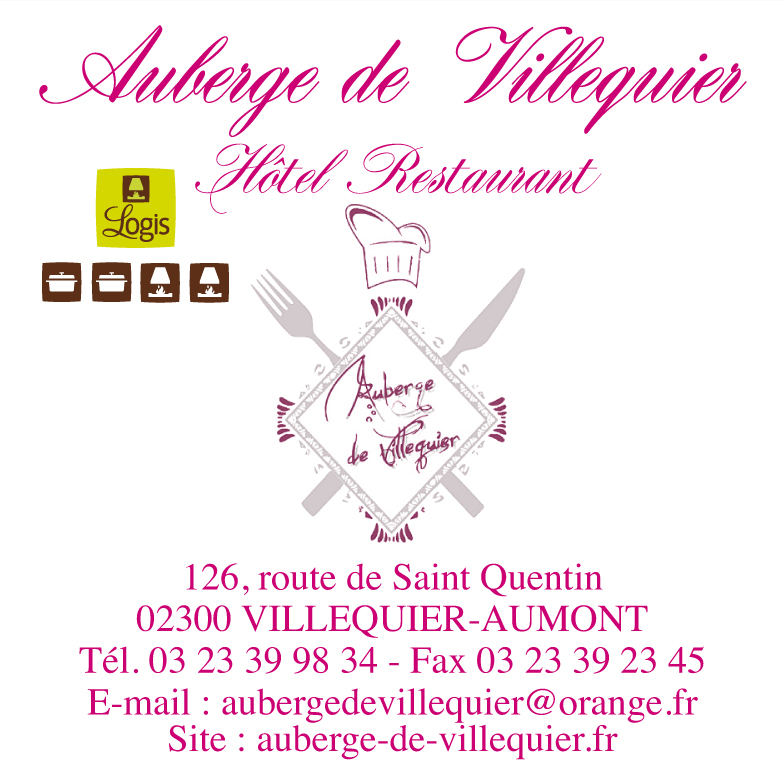 Auberge de Villequier
Hôtel Restaurant
Logis
Auberge
de Villequier
126, route de Saint Quentin
02300 VILLEQUIER-AUMONT
Tél. 03 23 39 98 34 - Fax 03 23 39 23 45
E-mail : aubergedevillequier@orange.fr
Site : auberge-de-villequier.fr